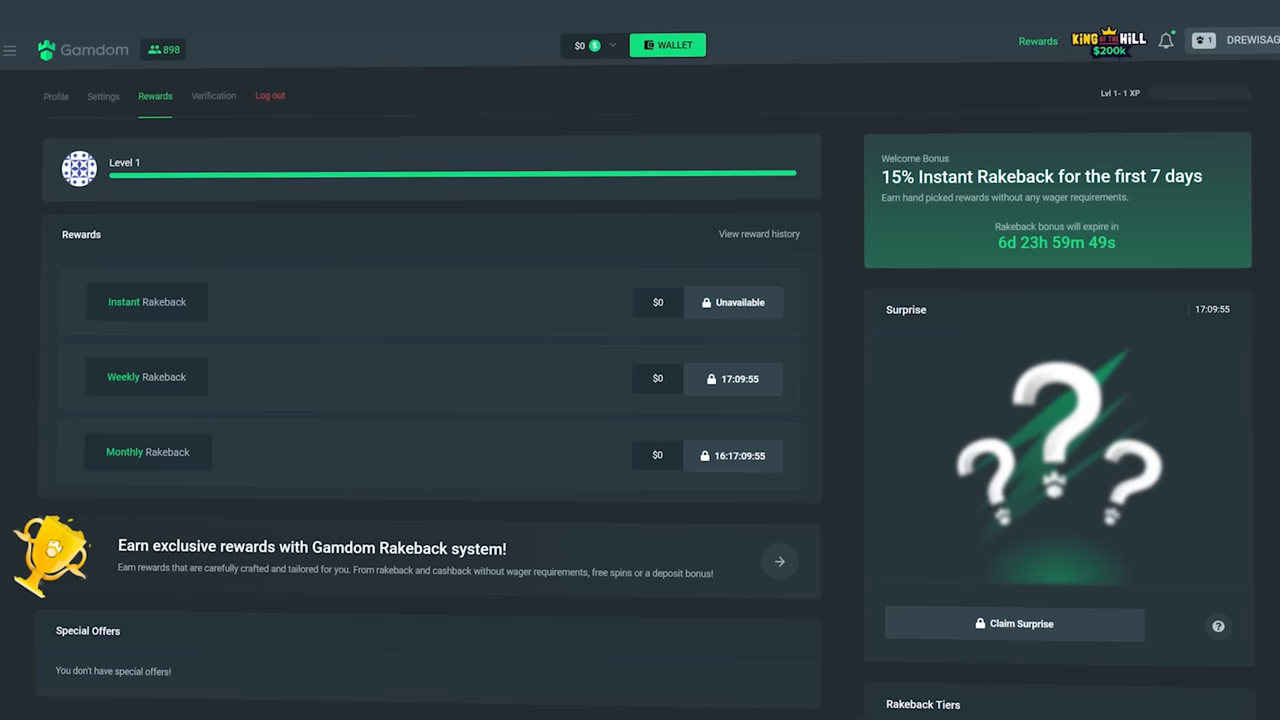 Gamdom
898
$0
WALLET
Rewards
KING OF THE HILL
$200k
1
DREWISAG
Profile
Settings
Rewards
Verification
Log out
Lvl 1 - 1 XP
Level 1
Rewards
View reward history
Instant Rakeback
$0
Unavailable
Weekly Rakeback
$0
17:09:55
Monthly Rakeback
$0
16:17:09:55
Earn exclusive rewards with Gamdom Rakeback system!
Earn rewards that are carefully crafted and tailored for you. From rakeback and cashback without wager requirements, free spins or a deposit bonus!
Special Offers
You don't have special offers!
Welcome Bonus
15% Instant Rakeback for the first 7 days
Earn hand picked rewards without any wager requirements.
Rakeback bonus will expire in
6d 23h 59m 49s
Surprise
17:09:55
Claim Surprise
Rakeback Tiers